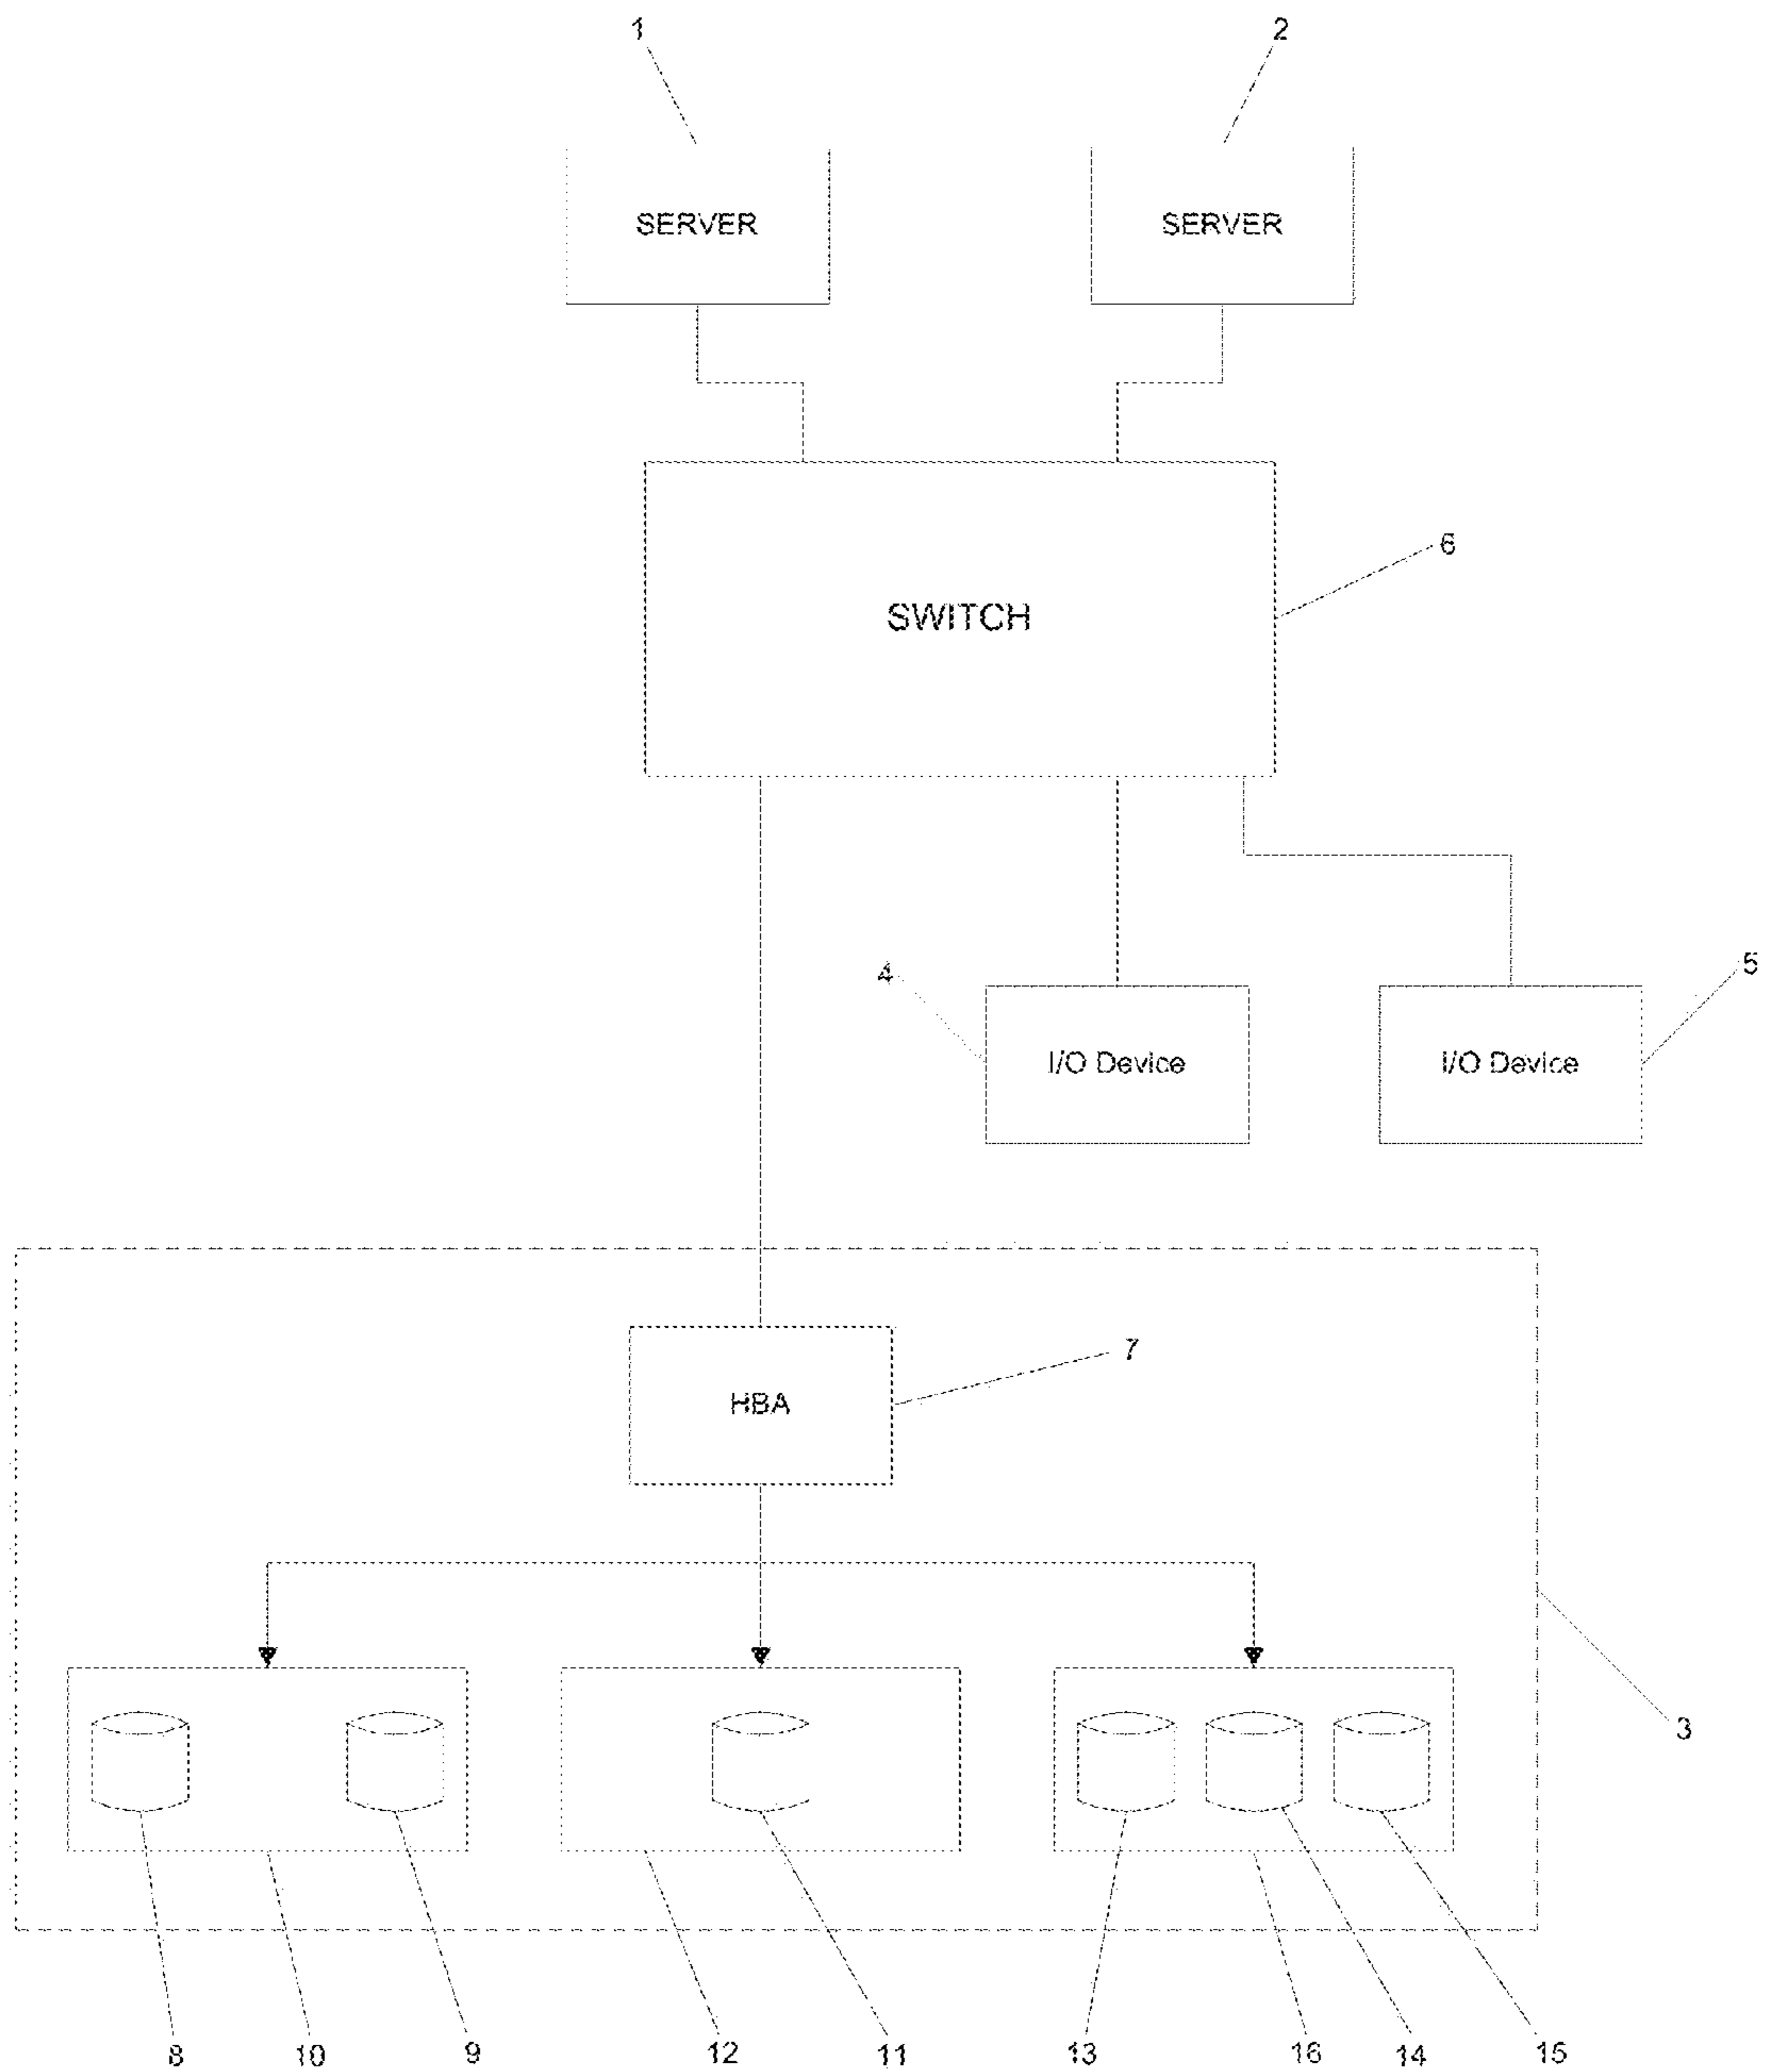 1 2
SERVER SERVER
6
SWITCH
4 5
I/O Device I/O Device
7
HBA
3
8 10 9 12 11 13 16 14 15